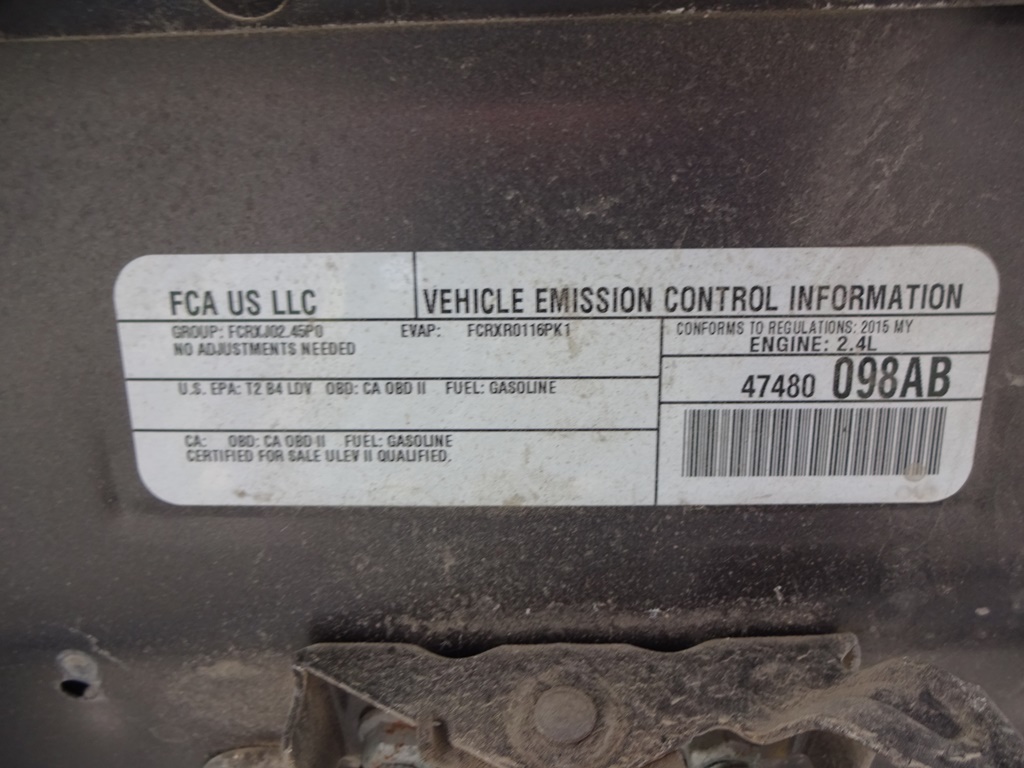 FCA US LLC
VEHICLE EMISSION CONTROL INFORMATION
GROUP: FCRXJ02.45P0 EVAP: FCRXR0116PK1
NO ADJUSTMENTS NEEDED
U.S. EPA: T2 B4 LDV OBD: CA OBD II FUEL: GASOLINE
CA: OBD: CA OBD II FUEL: GASOLINE
CERTIFIED FOR SALE ULEV II QUALIFIED.
CONFORMS TO REGULATIONS: 2015 MY
ENGINE: 2.4L
47480 098AB